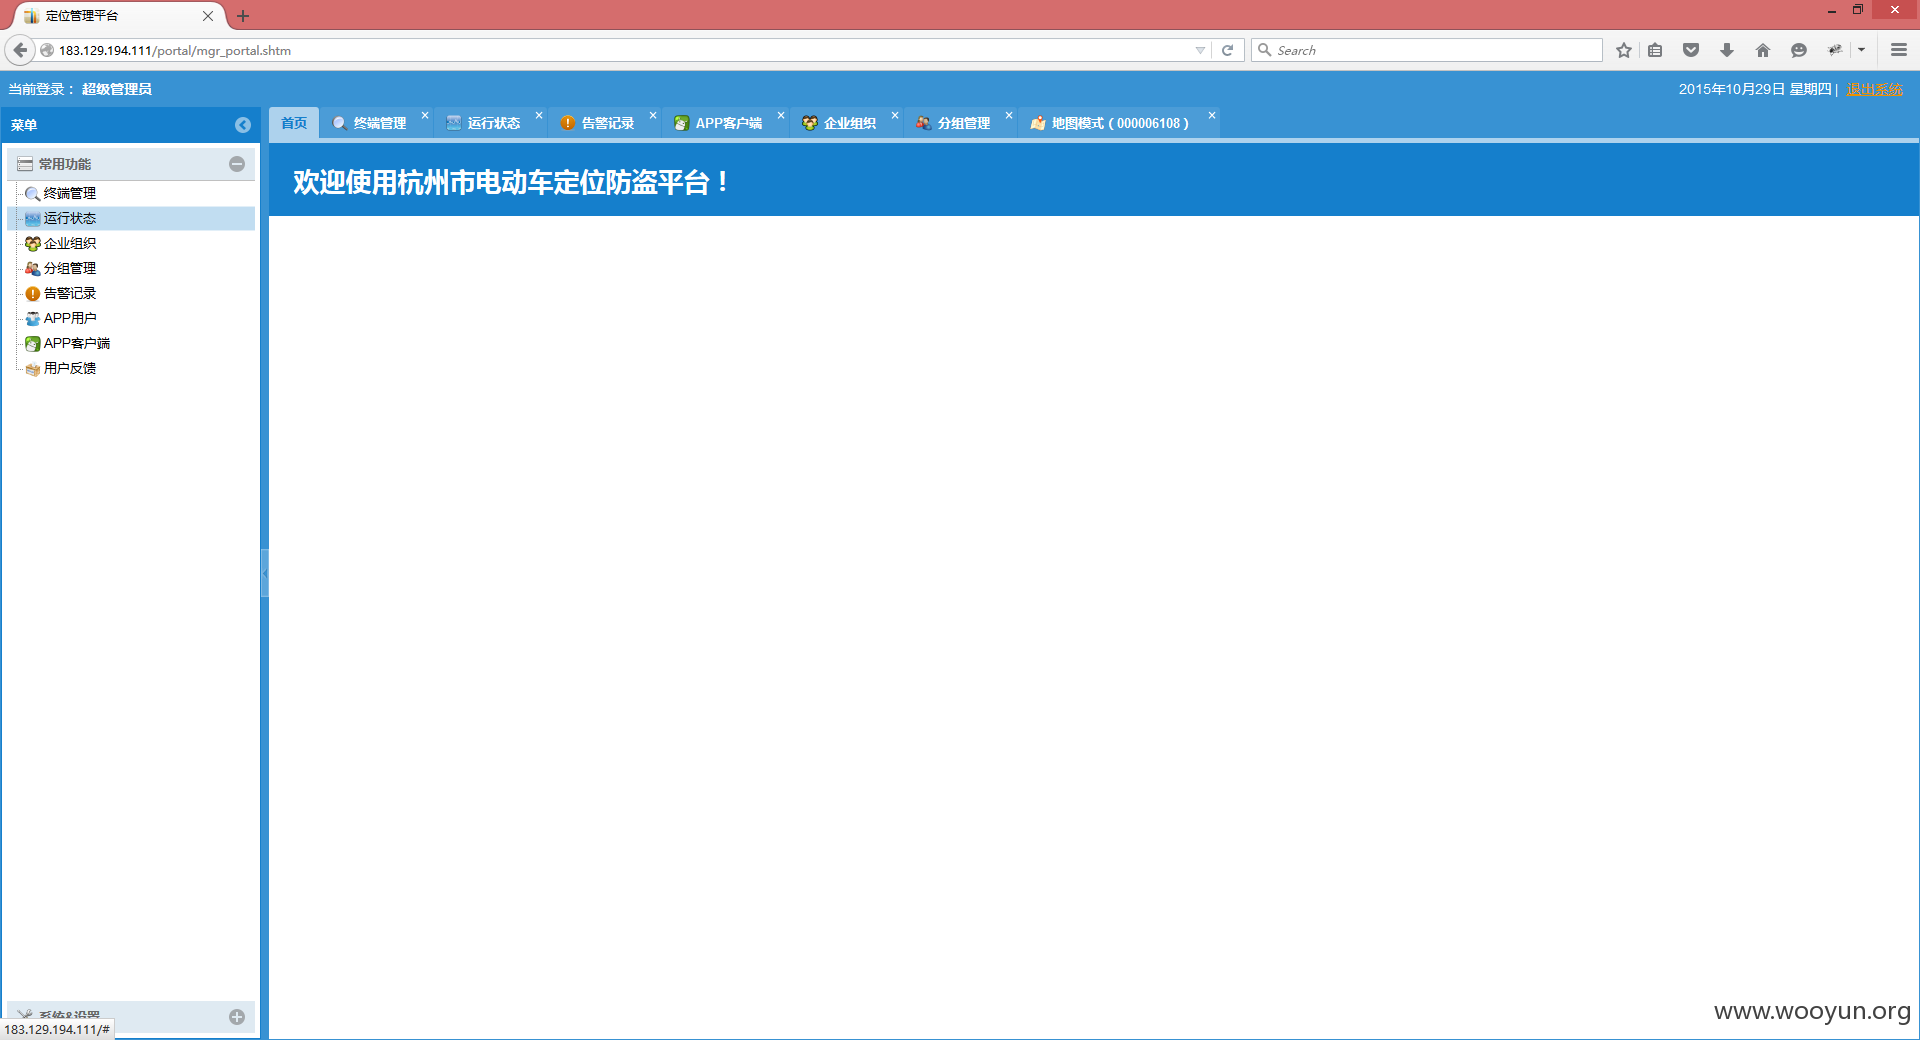 定位管理平台
183.129.194.111/portal/mgr_portal.shtm
Search
当前登录： 超级管理员
2015年10月29日 星期四 | 退出系统
菜单
首页 终端管理 运行状态 告警记录 APP客户端 企业组织 分组管理 地图模式（000006108）
欢迎使用杭州市电动车定位防盗平台！
常用功能
终端管理
运行状态
企业组织
分组管理
告警记录
APP用户
APP客户端
用户反馈
系统&设置
183.129.194.111/#
www.wooyun.org